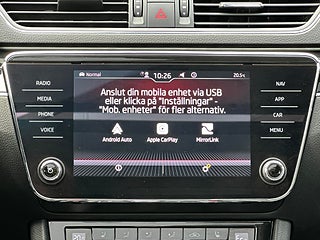 Normal 10:26 20.5°C
RADIO
MEDIA
PHONE
VOICE
Anslut din mobila enhet via USB
eller klicka på "Inställningar" -
"Mob. enheter" för fler alternativ.
Android Auto Apple CarPlay MirrorLink
NAV
APP
CAR
MENU